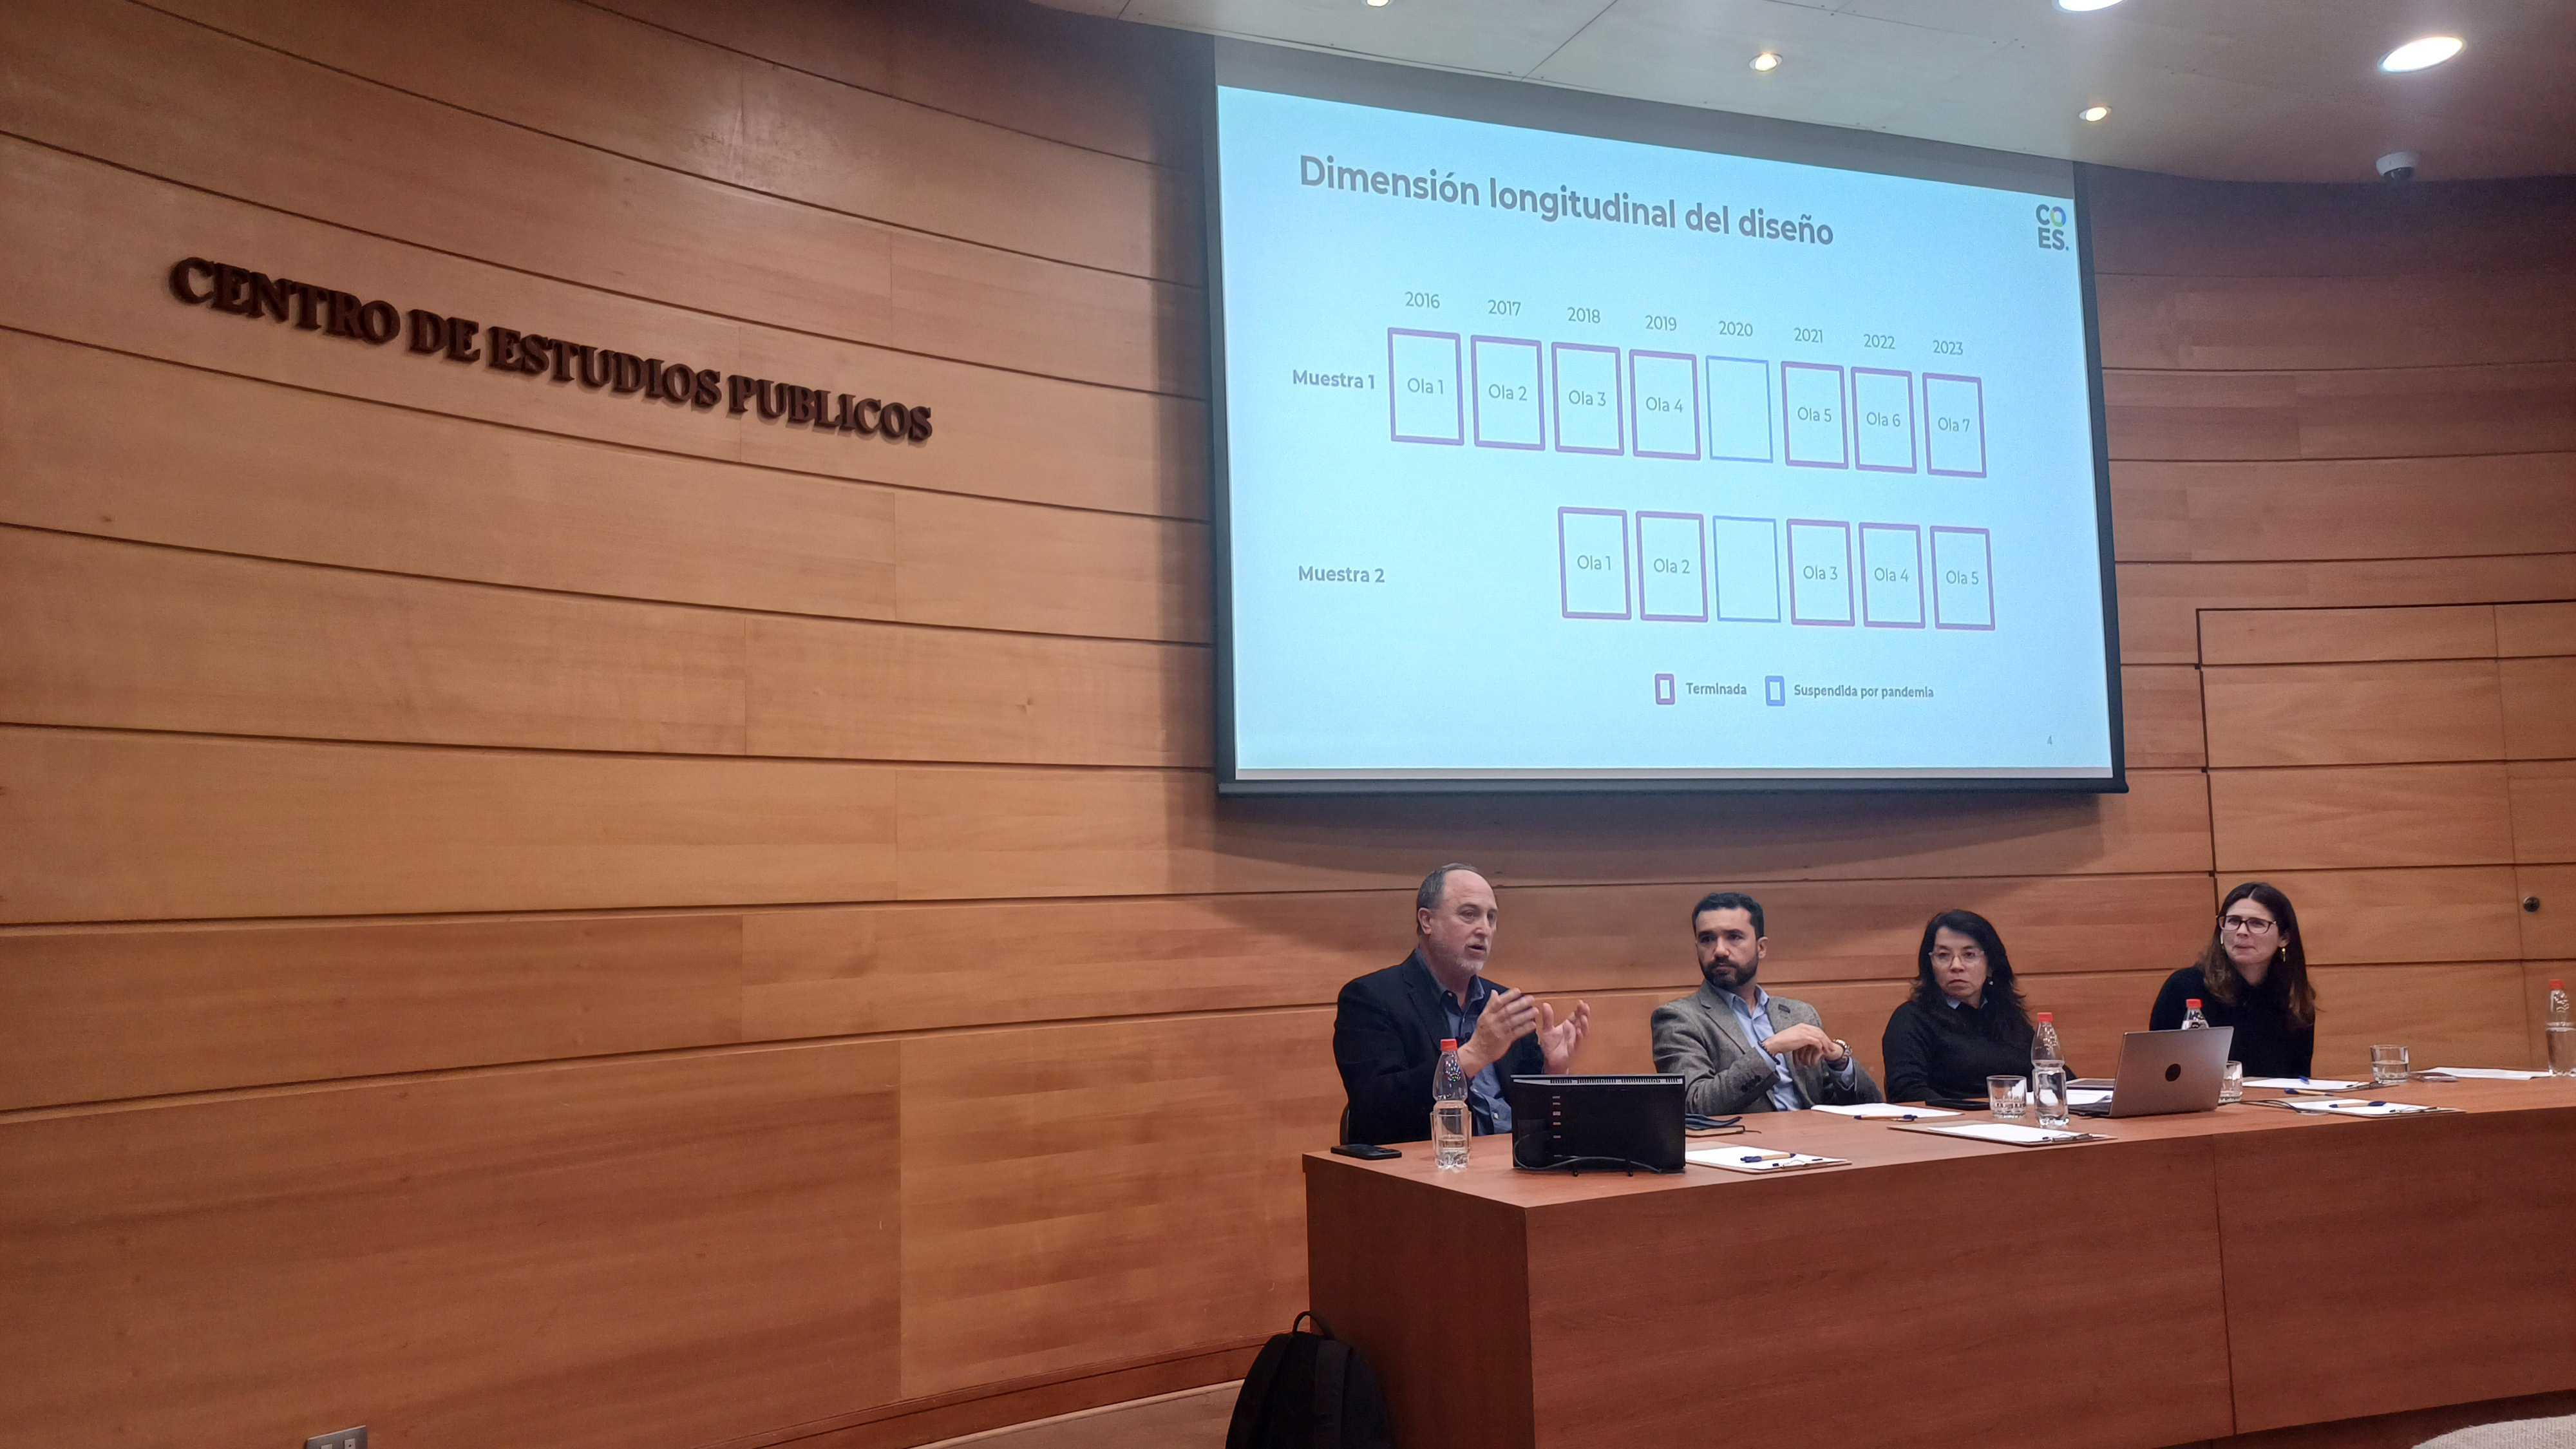 CENTRO DE ESTUDIOS PUBLICOS
Dimensión longitudinal del diseño
CO
ES.
2016 2017 2018 2019 2020 2021 2022 2023
Muestra 1 Ola 1 Ola 2 Ola 3 Ola 4 Ola 5 Ola 6 Ola 7
Muestra 2 Ola 1 Ola 2 Ola 3 Ola 4 Ola 5
Terminada Suspendida por pandemia
4